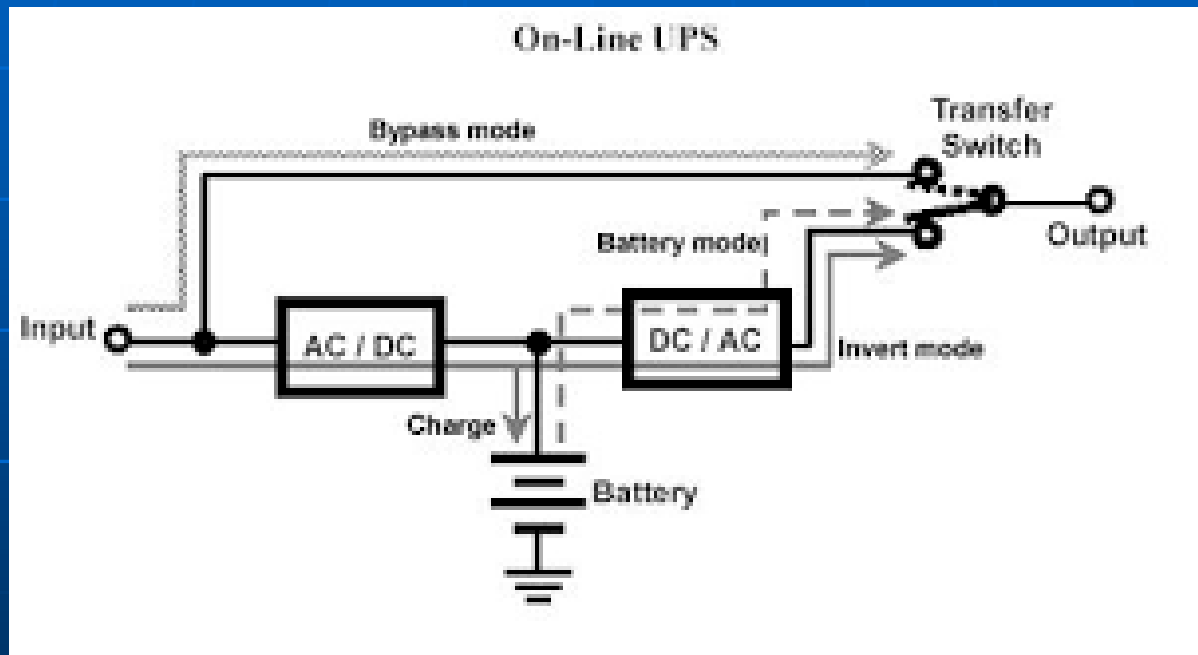 On-Line UPS
Transfer
Switch
Bypass mode
Output
Battery mode
Input
AC / DC
DC / AC
Invert mode
Charge
Battery